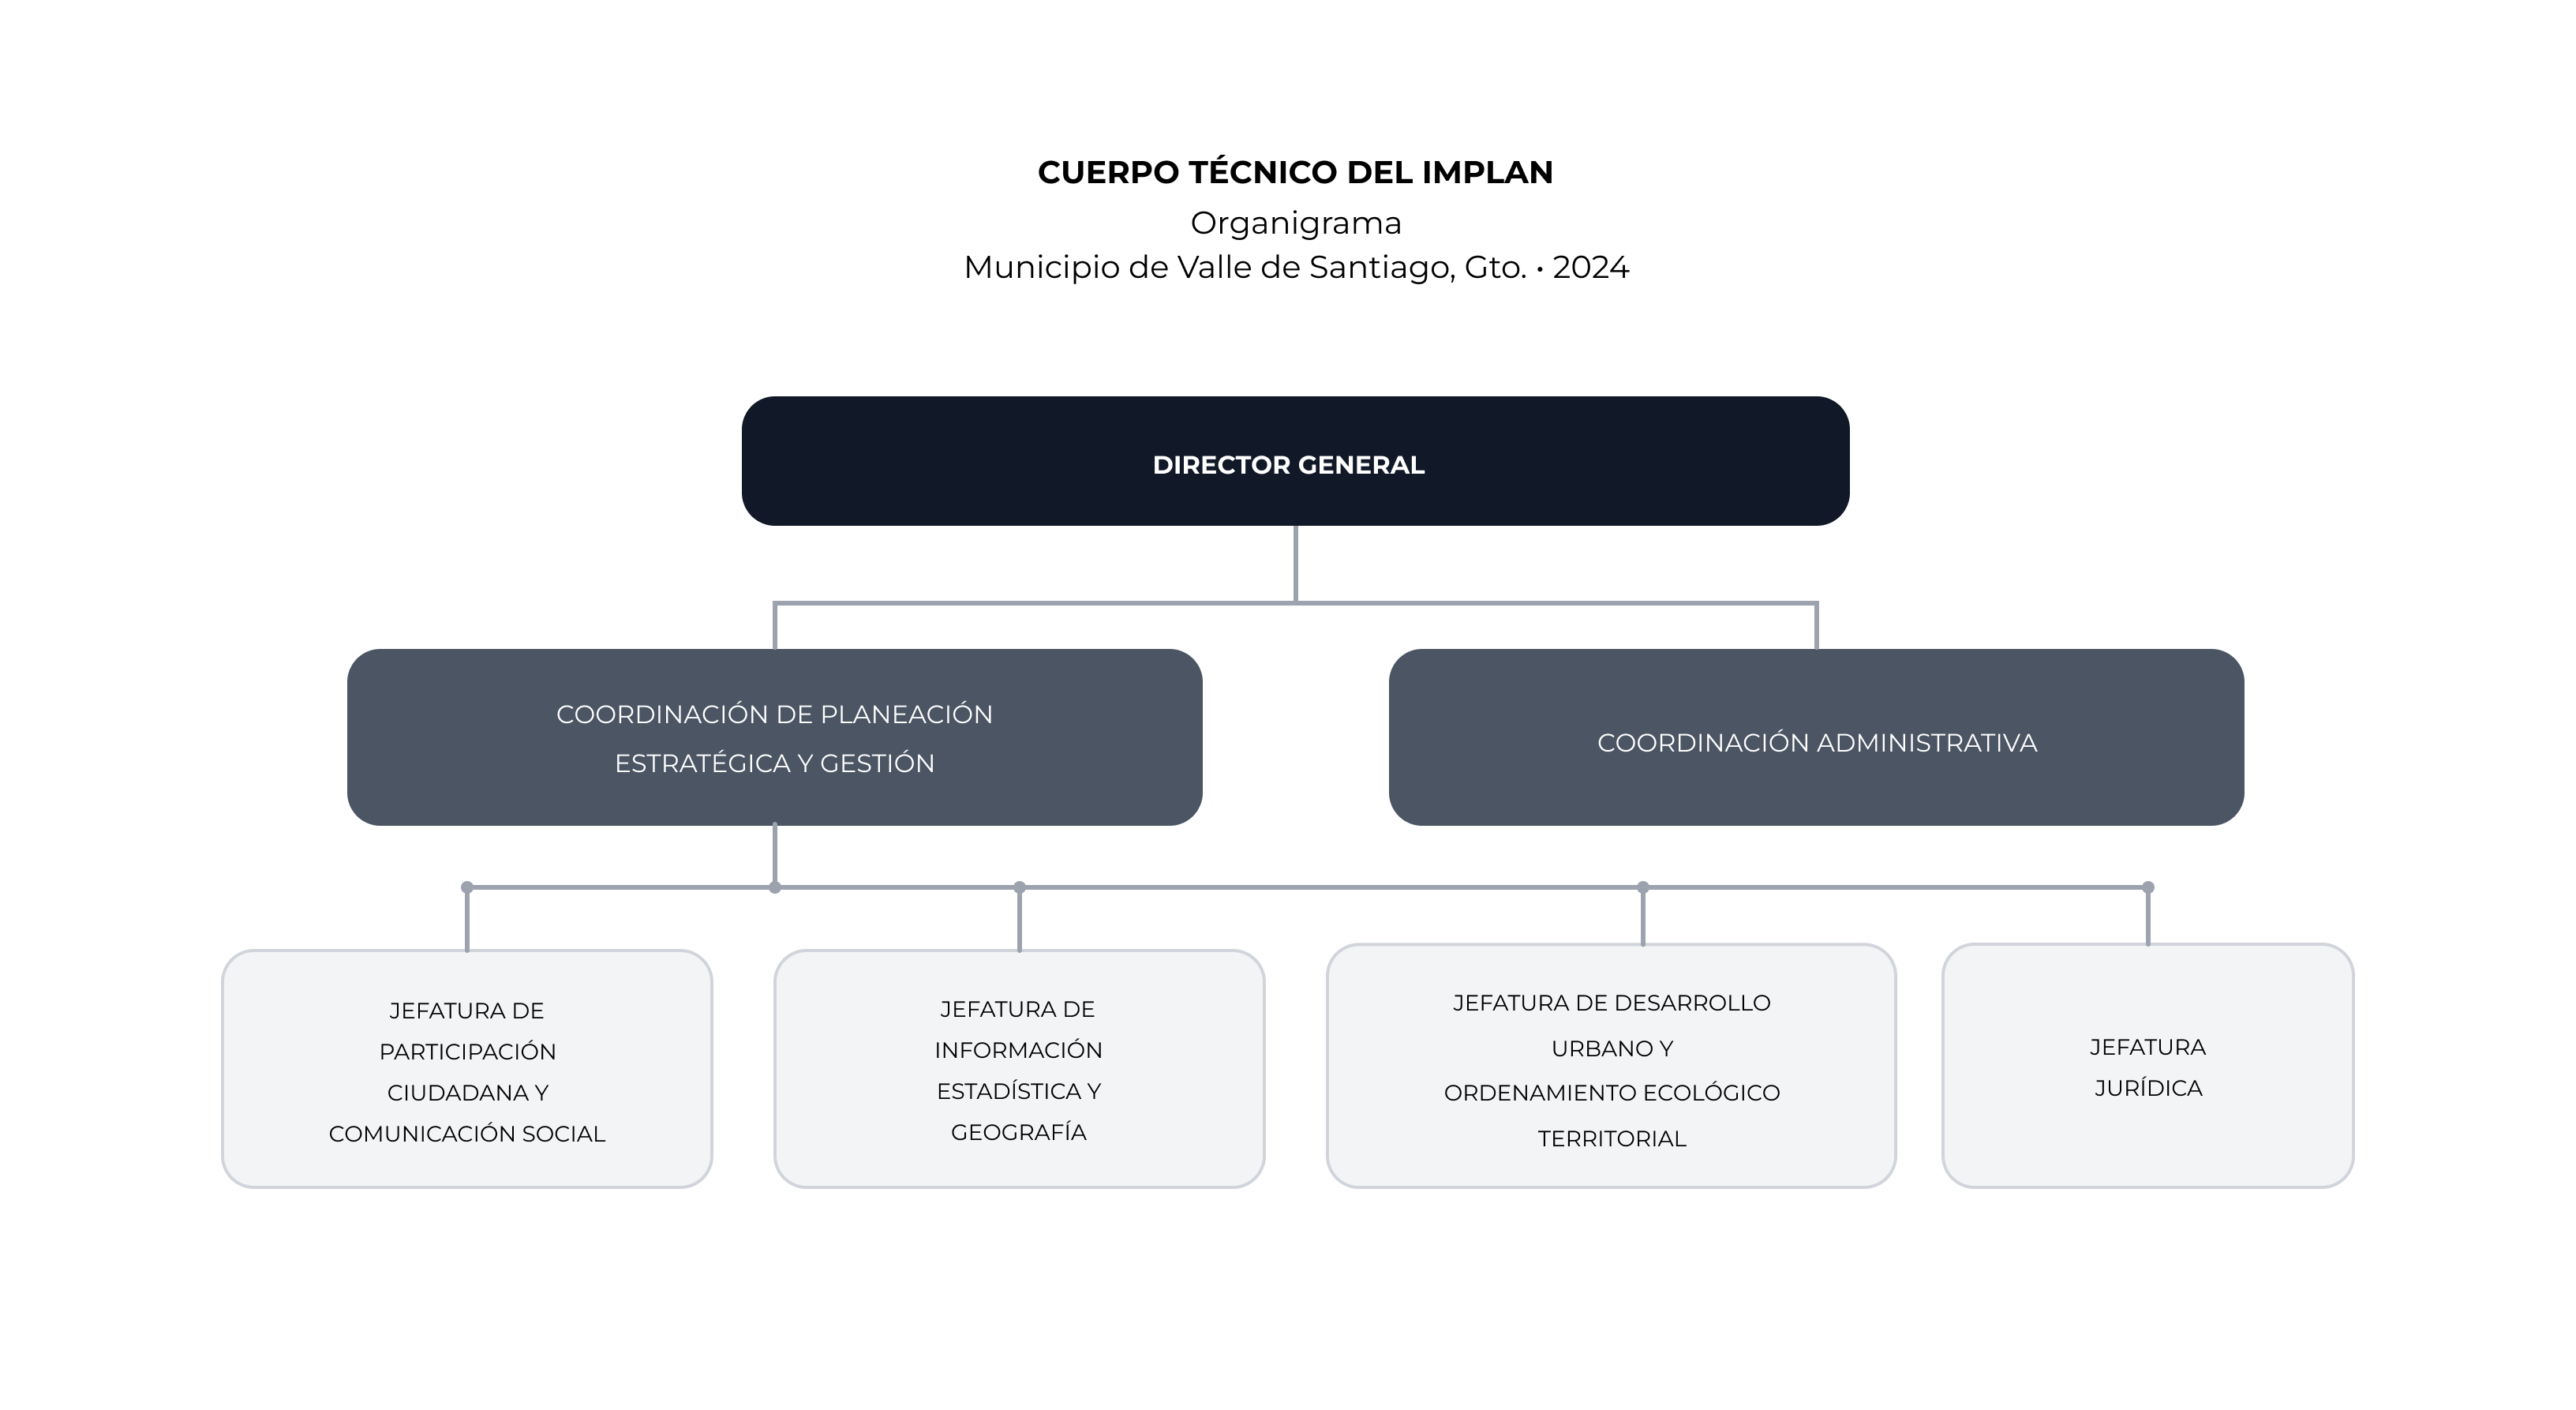 CUERPO TÉCNICO DEL IMPLAN
Organigrama
Municipio de Valle de Santiago, Gto. • 2024
DIRECTOR GENERAL
COORDINACIÓN DE PLANEACIÓN
ESTRATÉGICA Y GESTIÓN
COORDINACIÓN ADMINISTRATIVA
JEFATURA DE
PARTICIPACIÓN
CIUDADANA Y
COMUNICACIÓN SOCIAL
JEFATURA DE
INFORMACIÓN
ESTADÍSTICA Y
GEOGRAFÍA
JEFATURA DE DESARROLLO
URBANO Y
ORDENAMIENTO ECOLÓGICO
TERRITORIAL
JEFATURA
JURÍDICA